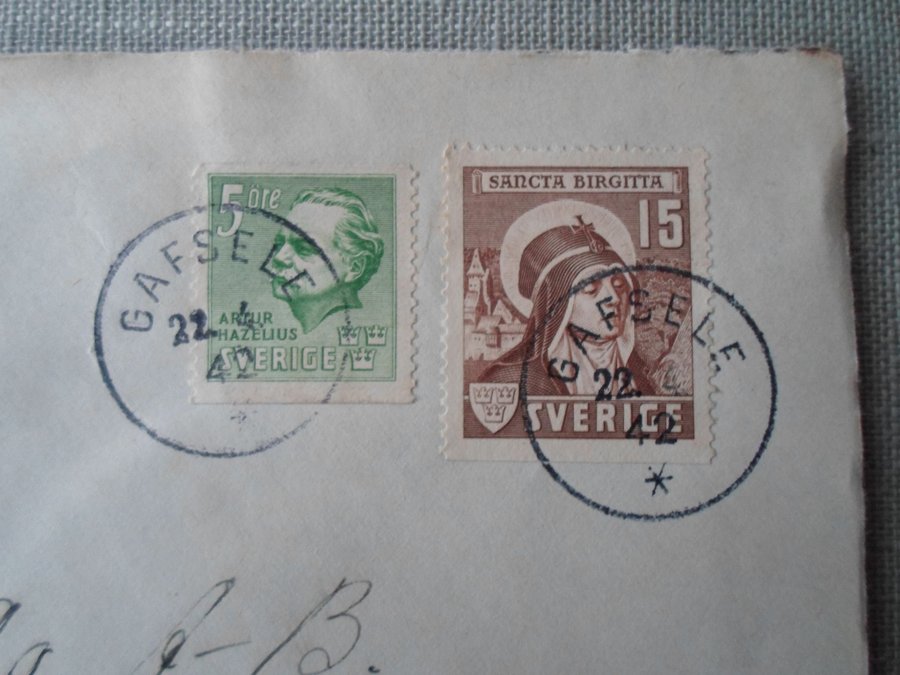 5 öre
ARTUR
HAZELIUS
SVERIGE
GAFSELE
22.
42
*
SANCTA BIRGITTA
15
SVERIGE
GAFSELE
22.
42
*
A-B.